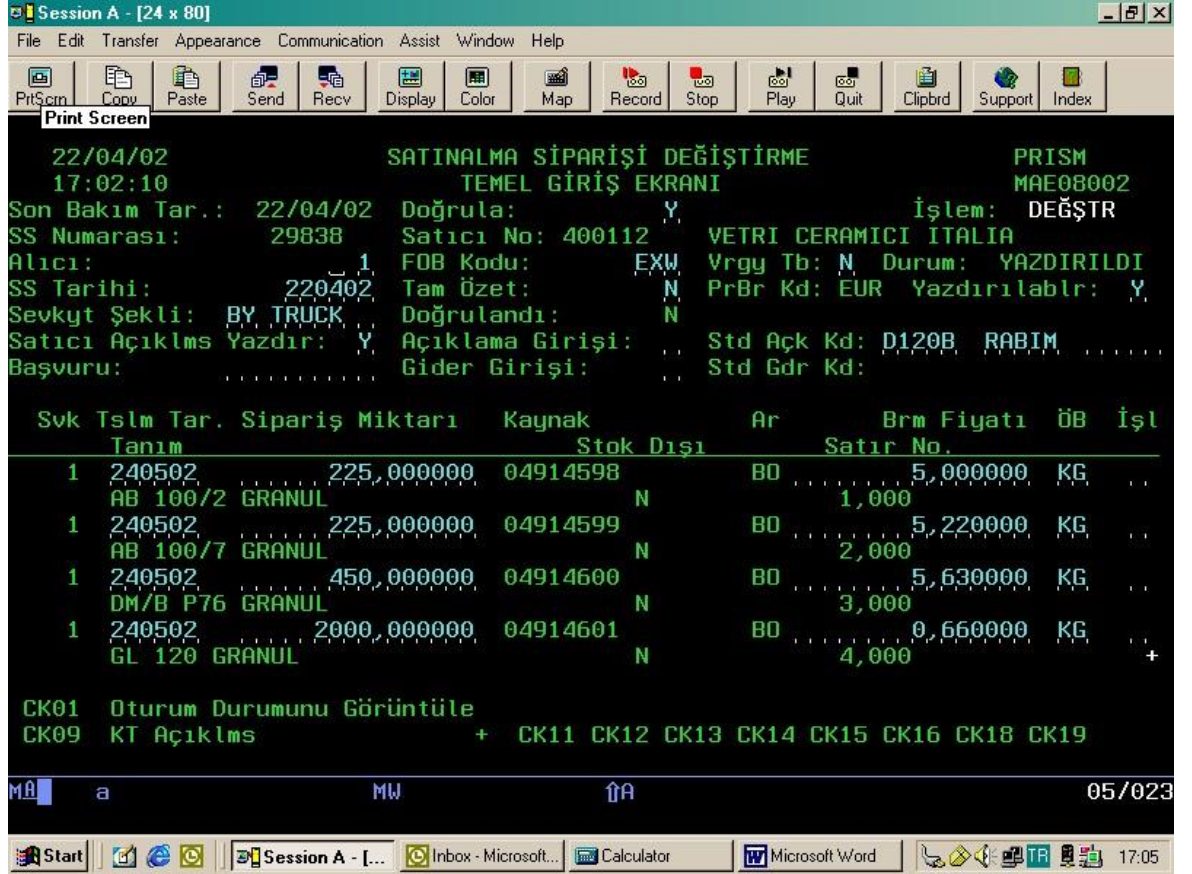 Session A - [24 x 80]
File Edit Transfer Appearance Communication Assist Window Help
PrtScrn Copy Paste Send Recv Display Color Map Record Stop Play Quit Clipbrd Support Index
Print Screen
22/04/02 SATINALMA SİPARİŞİ DEĞİŞTİRME PRISM
17:02:10 TEMEL GİRİŞ EKRANI MAE08002
Son Bakım Tar.: 22/04/02 Doğrula: Y İşlem: DEĞŞTR
SS Numarası: 29838 Satıcı No: 400112 VETRI CERAMICI ITALIA
Alıcı: 1 FOB Kodu: EXW Vrgy Tb: N Durum: YAZDIRILDI
SS Tarihi: 220402 Tam Özet: N PrBr Kd: EUR Yazdırılablr: Y
Sevkyt Şekli: BY TRUCK Doğrulandı: N
Satıcı Açıklms Yazdır: Y Açıklama Girişi: Std Açk Kd: D120B RABIM
Başvuru: Gider Girişi: Std Gdr Kd:
Svk Tslm Tar. Sipariş Miktarı Kaynak Ar Brm Fiyatı ÖB İşl
Tanım Stok Dışı Satır No.
1 240502 225,000000 04914598 BO 5,000000 KG
AB 100/2 GRANUL N 1,000
1 240502 225,000000 04914599 BO 5,220000 KG
AB 100/7 GRANUL N 2,000
1 240502 450,000000 04914600 BO 5,630000 KG
DM/B P76 GRANUL N 3,000
1 240502 2000,000000 04914601 BO 0,660000 KG
GL 120 GRANUL N 4,000 +
CK01 Oturum Durumunu Görüntüle
CK09 KT Açıklms + CK11 CK12 CK13 CK14 CK15 CK16 CK18 CK19
MA a MW ⇧A 05/023
Start Session A - [... Inbox - Microsoft... Calculator Microsoft Word TR 17:05